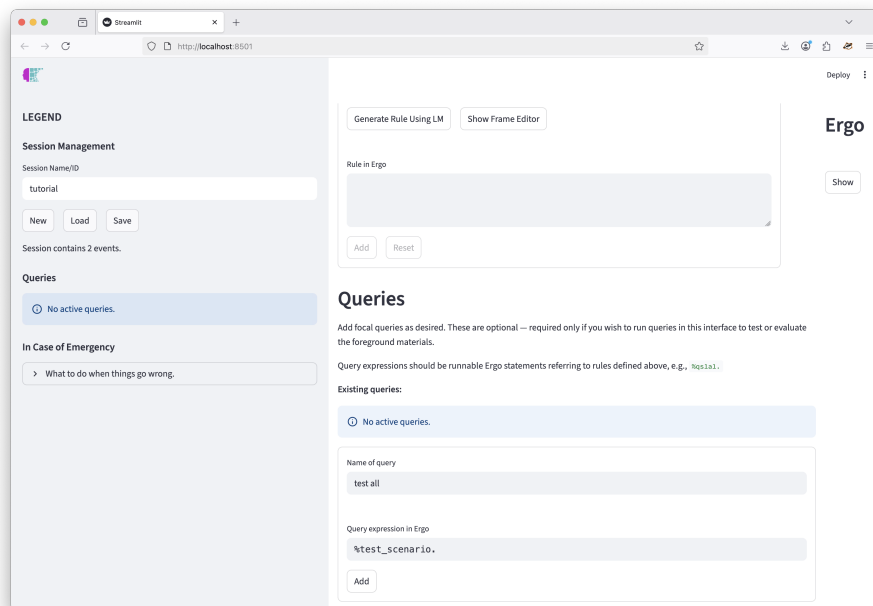 Streamlit
http://localhost:8501
Deploy
LEGEND
Session Management
Session Name/ID
tutorial
New
Load
Save
Session contains 2 events.
Queries
No active queries.
In Case of Emergency
What to do when things go wrong.
Generate Rule Using LM
Show Frame Editor
Rule in Ergo
Add
Reset
Queries
Add focal queries as desired. These are optional — required only if you wish to run queries in this interface to test or evaluate
the foreground materials.
Query expressions should be runnable Ergo statements referring to rules defined above, e.g., %qs1a1.
Existing queries:
No active queries.
Name of query
test all
Query expression in Ergo
%test_scenario.
Add
Ergo
Show